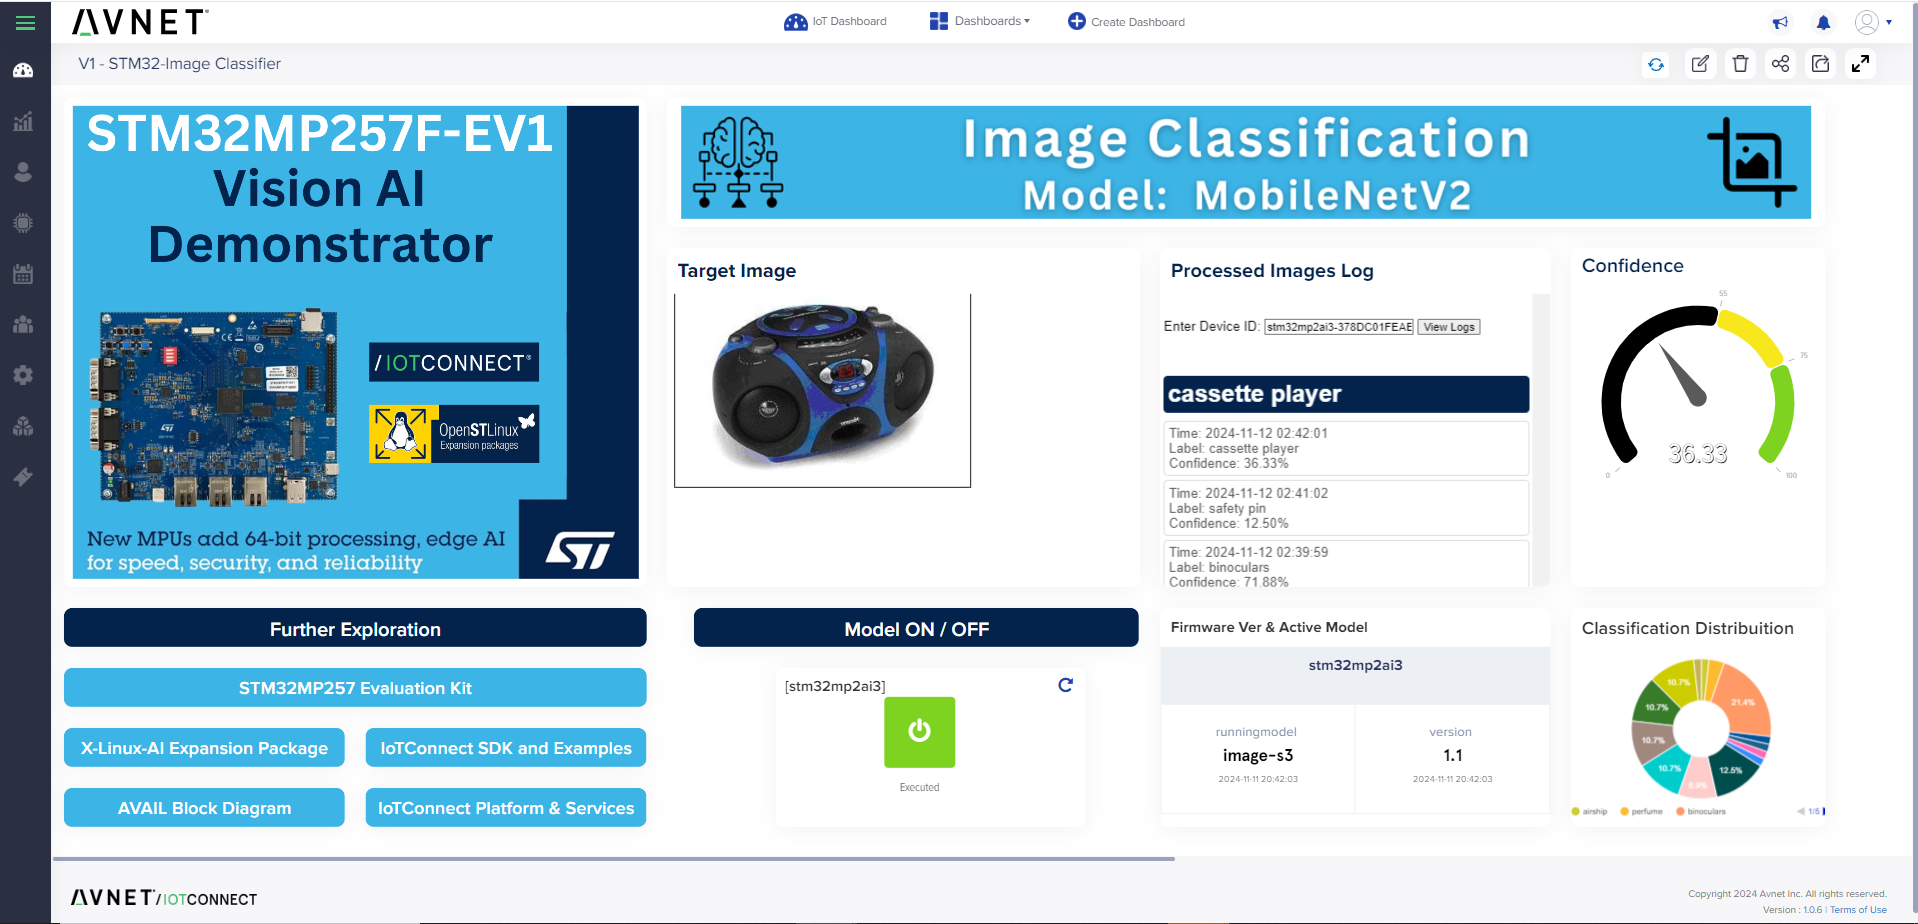 AVNET®
IoT Dashboard
Dashboards
Create Dashboard
V1 - STM32-Image Classifier
STM32MP257F-EV1
Vision AI
Demonstrator
/IOTCONNECT®
OpenSTLinux
Expansion packages
New MPUs add 64-bit processing, edge AI
for speed, security, and reliability
ST
Image Classification
Model: MobileNetV2
Target Image
Processed Images Log
Enter Device ID: stm32mp2ai3-378DC01FEAE View Logs
cassette player
Time: 2024-11-12 02:42:01
Label: cassette player
Confidence: 36.33%
Time: 2024-11-12 02:41:02
Label: safety pin
Confidence: 12.50%
Time: 2024-11-12 02:39:59
Label: binoculars
Confidence: 71.88%
Confidence
55
75
36.33
0
100
Further Exploration
STM32MP257 Evaluation Kit
X-Linux-AI Expansion Package
IoTConnect SDK and Examples
AVAIL Block Diagram
IoTConnect Platform & Services
Model ON / OFF
[stm32mp2ai3]
Executed
Firmware Ver & Active Model
stm32mp2ai3
runningmodel
image-s3
2024-11-11 20:42:03
version
1.1
2024-11-11 20:42:03
Classification Distribuition
10.7%
21.4%
10.7%
10.7%
10.7%
12.5%
8.9%
airship
perfume
binoculars
1/5
AVNET®/IOTCONNECT
Copyright 2024 Avnet Inc. All rights reserved.
Version : 1.0.6 | Terms of Use